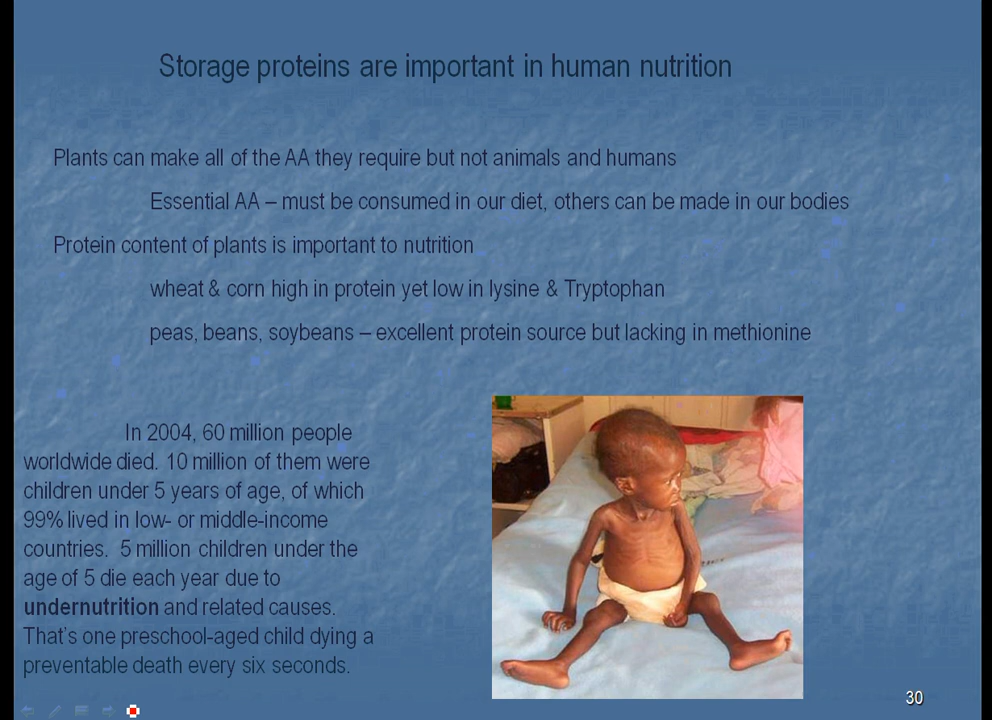 Storage proteins are important in human nutrition
Plants can make all of the AA they require but not animals and humans
Essential AA – must be consumed in our diet, others can be made in our bodies
Protein content of plants is important to nutrition
wheat & corn high in protein yet low in lysine & Tryptophan
peas, beans, soybeans – excellent protein source but lacking in methionine
In 2004, 60 million people
worldwide died. 10 million of them were
children under 5 years of age, of which
99% lived in low- or middle-income
countries. 5 million children under the
age of 5 die each year due to
undernutrition and related causes.
That's one preschool-aged child dying a
preventable death every six seconds.
30